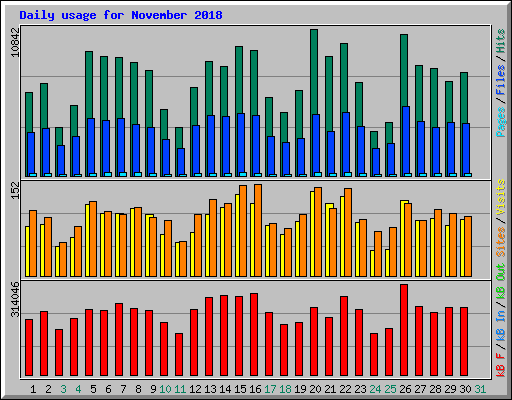 Daily usage for November 2018
10842
152
314046
Pages / Files / Hits
Sites / Visits
kB F / kB In / kB Out
1 2 3 4 5 6 7 8 9 10 11 12 13 14 15 16 17 18 19 20 21 22 23 24 25 26 27 28 29 30 31